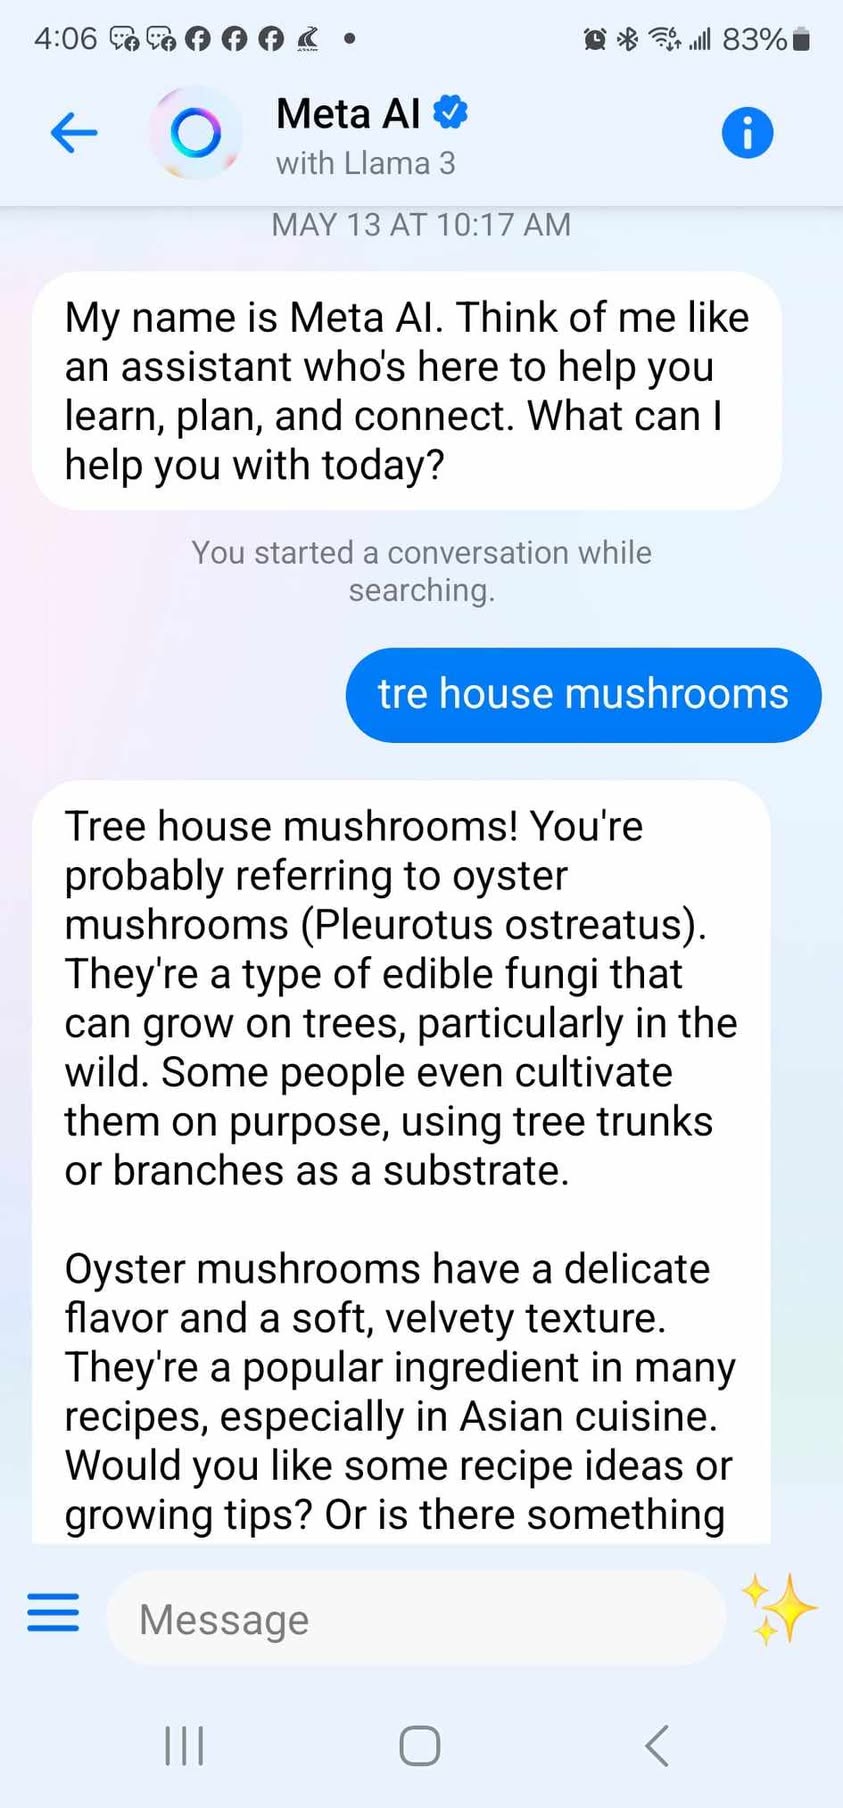 4:06
83%
Meta AI
with Llama 3
MAY 13 AT 10:17 AM
My name is Meta AI. Think of me like
an assistant who's here to help you
learn, plan, and connect. What can I
help you with today?
You started a conversation while
searching.
tre house mushrooms
Tree house mushrooms! You're
probably referring to oyster
mushrooms (Pleurotus ostreatus).
They're a type of edible fungi that
can grow on trees, particularly in the
wild. Some people even cultivate
them on purpose, using tree trunks
or branches as a substrate.
Oyster mushrooms have a delicate
flavor and a soft, velvety texture.
They're a popular ingredient in many
recipes, especially in Asian cuisine.
Would you like some recipe ideas or
growing tips? Or is there something
Message